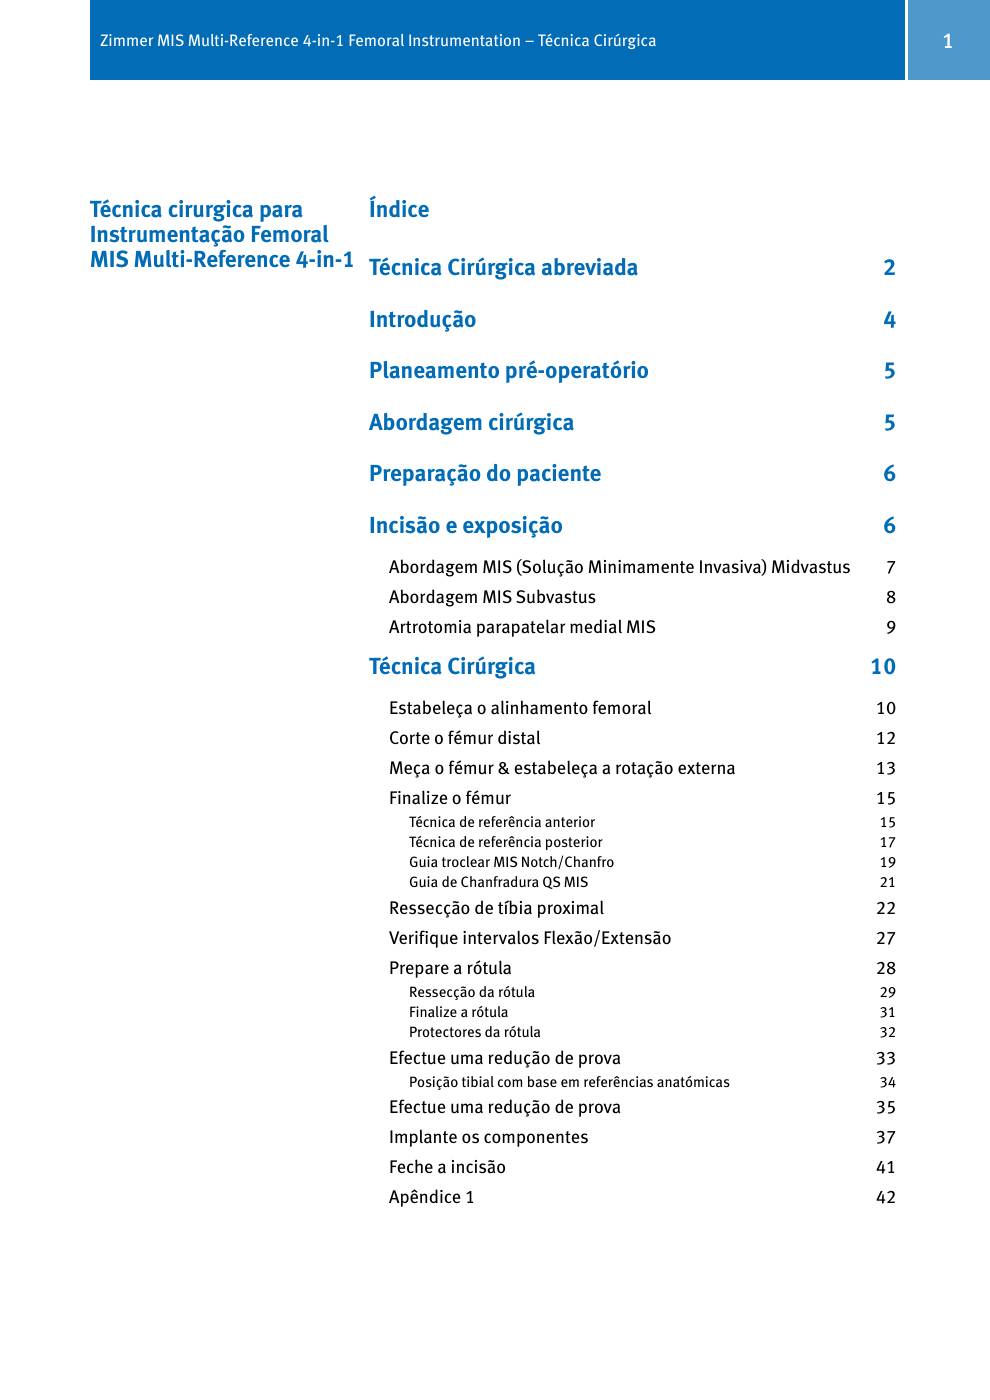 Zimmer MIS Multi-Reference 4-in-1 Femoral Instrumentation – Técnica Cirúrgica
1
Técnica cirurgica para
Instrumentação Femoral
MIS Multi-Reference 4-in-1
Índice
Técnica Cirúrgica abreviada 2
Introdução 4
Planeamento pré-operatório 5
Abordagem cirúrgica 5
Preparação do paciente 6
Incisão e exposição 6
Abordagem MIS (Solução Minimamente Invasiva) Midvastus 7
Abordagem MIS Subvastus 8
Artrotomia parapatelar medial MIS 9
Técnica Cirúrgica 10
Estabeleça o alinhamento femoral 10
Corte o fémur distal 12
Meça o fémur & estabeleça a rotação externa 13
Finalize o fémur 15
Técnica de referência anterior 15
Técnica de referência posterior 17
Guia troclear MIS Notch/Chanfro 19
Guia de Chanfradura QS MIS 21
Ressecção de tíbia proximal 22
Verifique intervalos Flexão/Extensão 27
Prepare a rótula 28
Ressecção da rótula 29
Finalize a rótula 31
Protectores da rótula 32
Efectue uma redução de prova 33
Posição tibial com base em referências anatómicas 34
Efectue uma redução de prova 35
Implante os componentes 37
Feche a incisão 41
Apêndice 1 42